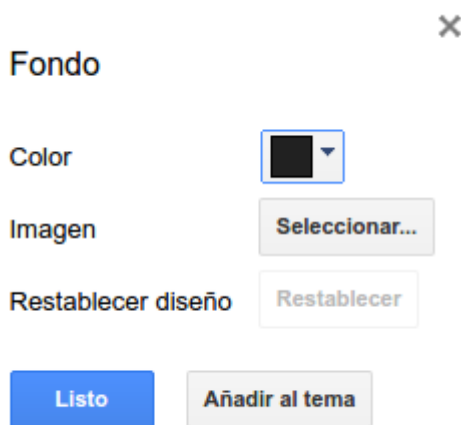 Fondo
Color
Imagen Seleccionar...
Restablecer diseño Restablecer
Listo Añadir al tema